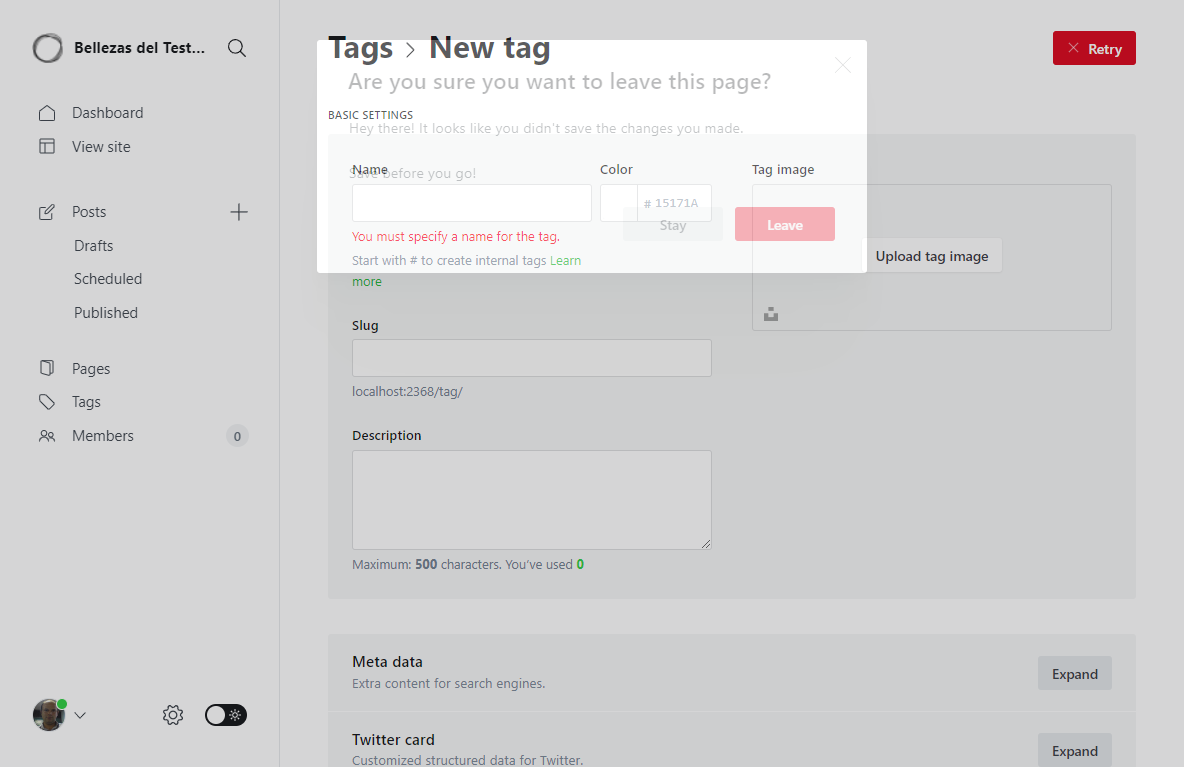 Bellezas del Test...
Dashboard
View site
Posts
Drafts
Scheduled
Published
Pages
Tags
Members
0
Tags > New tag
Retry
Are you sure you want to leave this page?
BASIC SETTINGS
Hey there! It looks like you didn't save the changes you made.
Save before you go!
Name
Color
Tag image
# 15171A
Stay
Leave
You must specify a name for the tag.
Start with # to create internal tags Learn
more
Upload tag image
Slug
localhost:2368/tag/
Description
Maximum: 500 characters. You've used 0
Meta data
Extra content for search engines.
Expand
Twitter card
Customized structured data for Twitter.
Expand